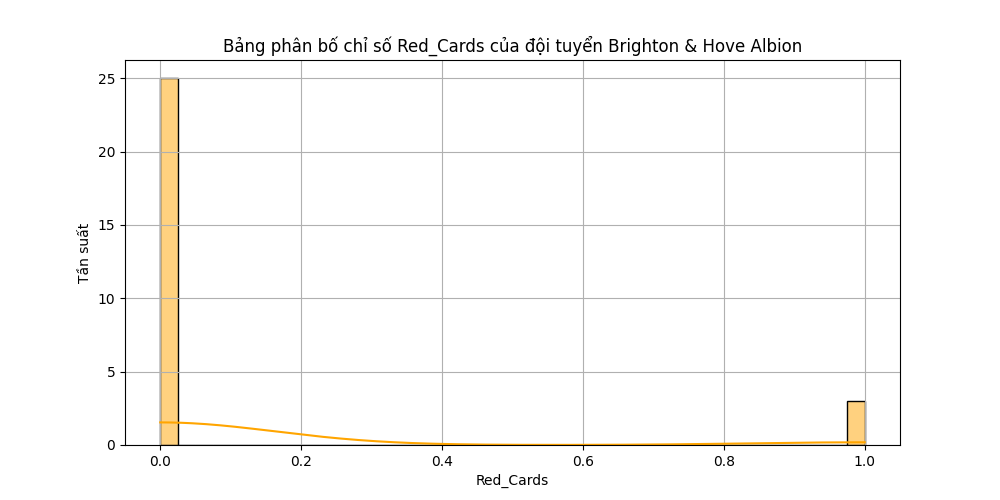 Bảng phân bố chỉ số Red_Cards của đội tuyển Brighton & Hove Albion
Tần suất
25
20
15
10
5
0
0.0 0.2 0.4 0.6 0.8 1.0
Red_Cards